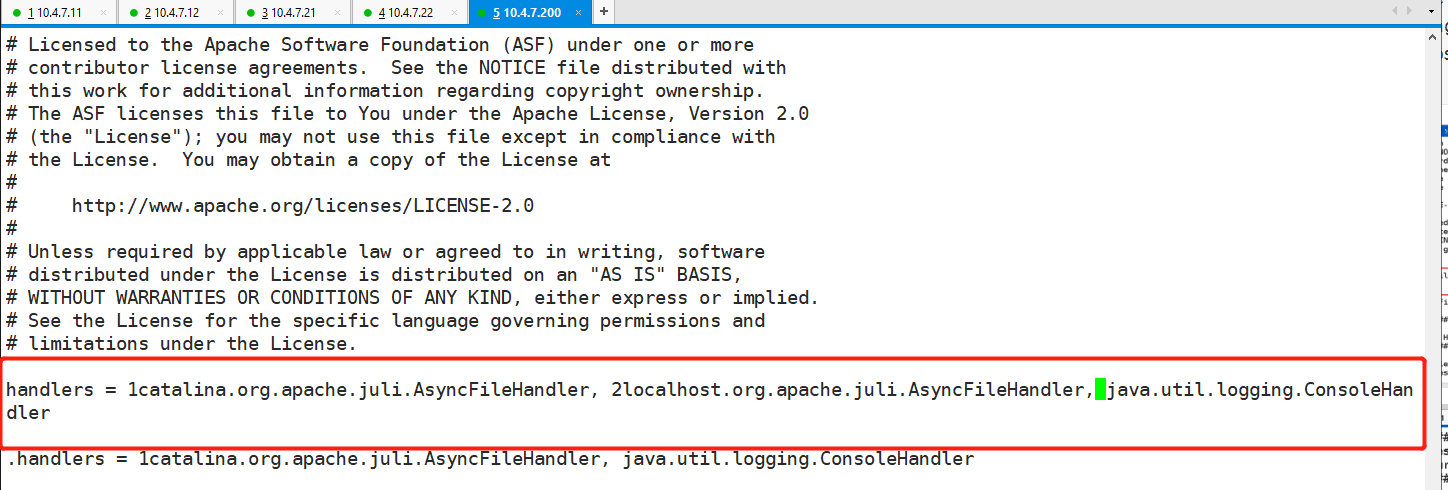 1 10.4.7.11 × 2 10.4.7.12 × 3 10.4.7.21 × 4 10.4.7.22 × 5 10.4.7.200 × +
# Licensed to the Apache Software Foundation (ASF) under one or more
# contributor license agreements.  See the NOTICE file distributed with
# this work for additional information regarding copyright ownership.
# The ASF licenses this file to You under the Apache License, Version 2.0
# (the "License"); you may not use this file except in compliance with
# the License.  You may obtain a copy of the License at
#
#     http://www.apache.org/licenses/LICENSE-2.0
#
# Unless required by applicable law or agreed to in writing, software
# distributed under the License is distributed on an "AS IS" BASIS,
# WITHOUT WARRANTIES OR CONDITIONS OF ANY KIND, either express or implied.
# See the License for the specific language governing permissions and
# limitations under the License.
handlers = 1catalina.org.apache.juli.AsyncFileHandler, 2localhost.org.apache.juli.AsyncFileHandler, java.util.logging.ConsoleHan
dler
.handlers = 1catalina.org.apache.juli.AsyncFileHandler, java.util.logging.ConsoleHandler